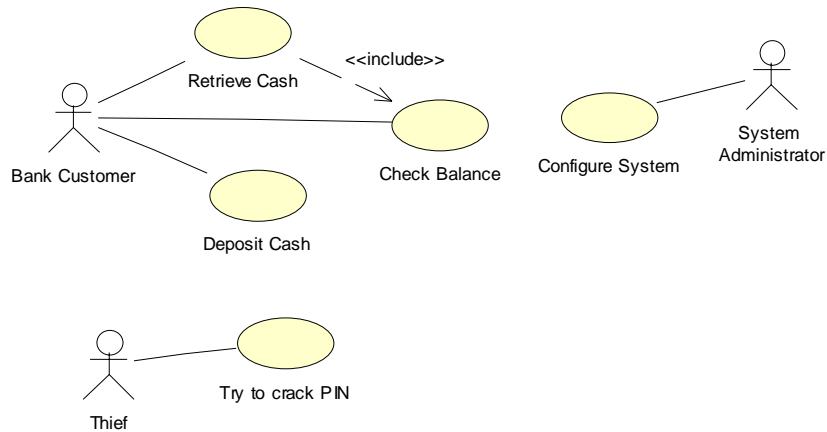 <<include>>
Retrieve Cash
Bank Customer
Check Balance
Configure System
System
Administrator
Deposit Cash
Try to crack PIN
Thief